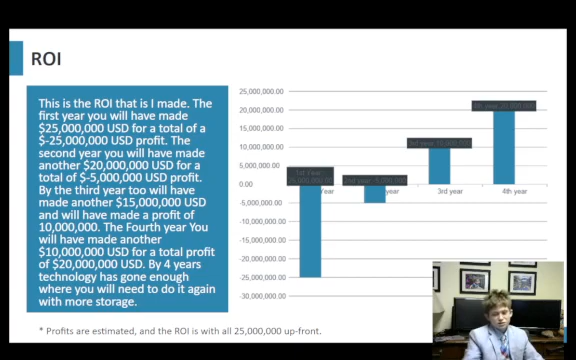 ROI
This is the ROI that is I made. The
first year you will have made
$25,000,000 USD for a total of a
$-25,000,000 USD profit. The
second year you will have made
another $20,000,000 USD for a
total of $-5,000,000 USD profit.
By the third year too will have
made another $15,000,000 USD
and will have made a profit of
10,000,000. The Fourth year You
will have made another
$10,000,000 USD for a total profit
of $20,000,000 USD. By 4 years
technology has gone enough
where you will need to do it again
with more storage.
25,000,000.00
20,000,000.00
15,000,000.00
10,000,000.00
5,000,000.00
0.00
-5,000,000.00
-10,000,000.00
-15,000,000.00
-20,000,000.00
-25,000,000.00
-30,000,000.00
1st Year
year
3rd year
4th year
* Profits are estimated, and the ROI is with all 25,000,000 up-front.